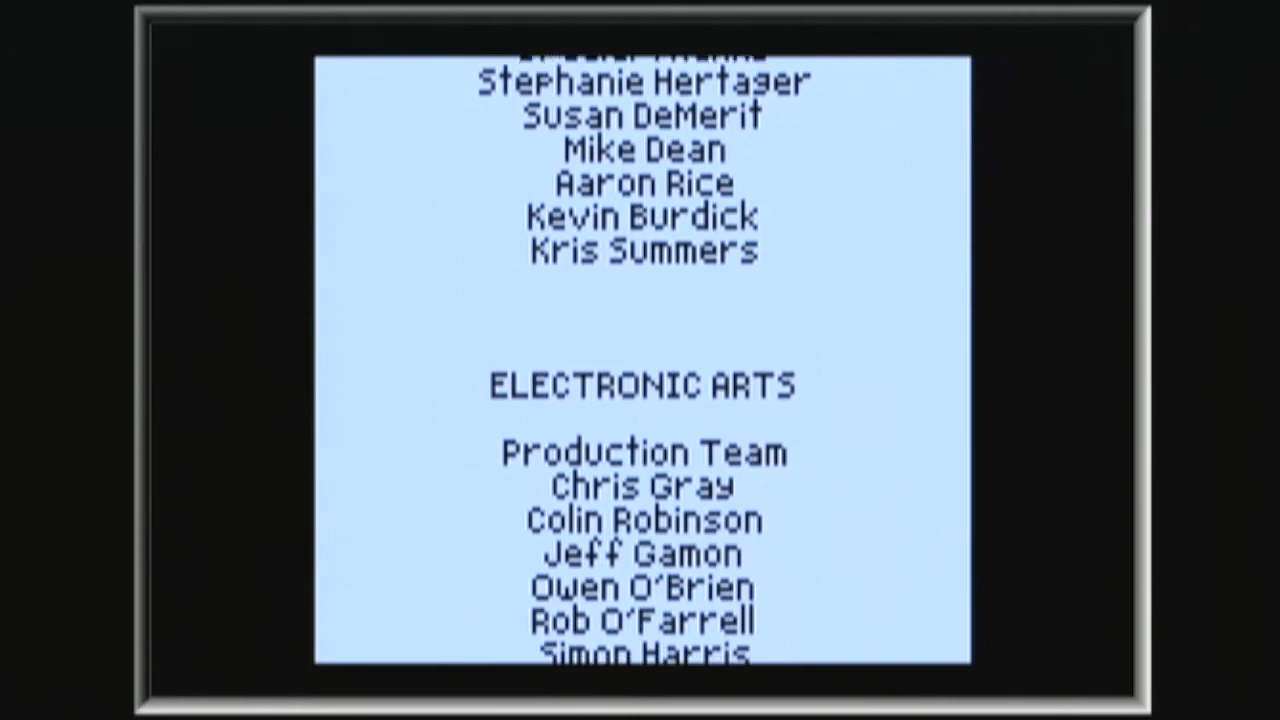 Stephanie Hertager
Susan DeMerit
Mike Dean
Aaron Rice
Kevin Burdick
Kris Summers
ELECTRONIC ARTS
Production Team
Chris Gray
Colin Robinson
Jeff Gamon
Owen O'Brien
Rob O'Farrell
Simon Harris